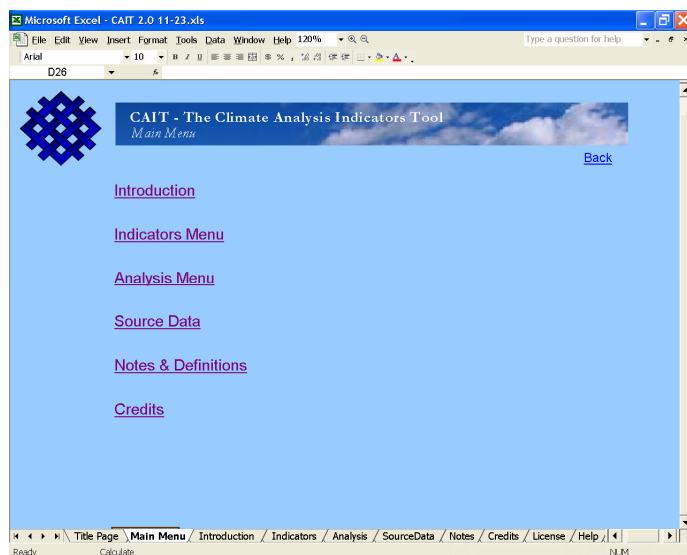 Microsoft Excel - CAIT 2.0 11-23.xls
File Edit View Insert Format Tools Data Window Help 120% Type a question for help
Arial 10 B I U $ % ,
D26 fx
CAIT - The Climate Analysis Indicators Tool
Main Menu
Back
Introduction
Indicators Menu
Analysis Menu
Source Data
Notes & Definitions
Credits
Title Page Main Menu Introduction Indicators Analysis SourceData Notes Credits License Help
Ready Calculate NUM